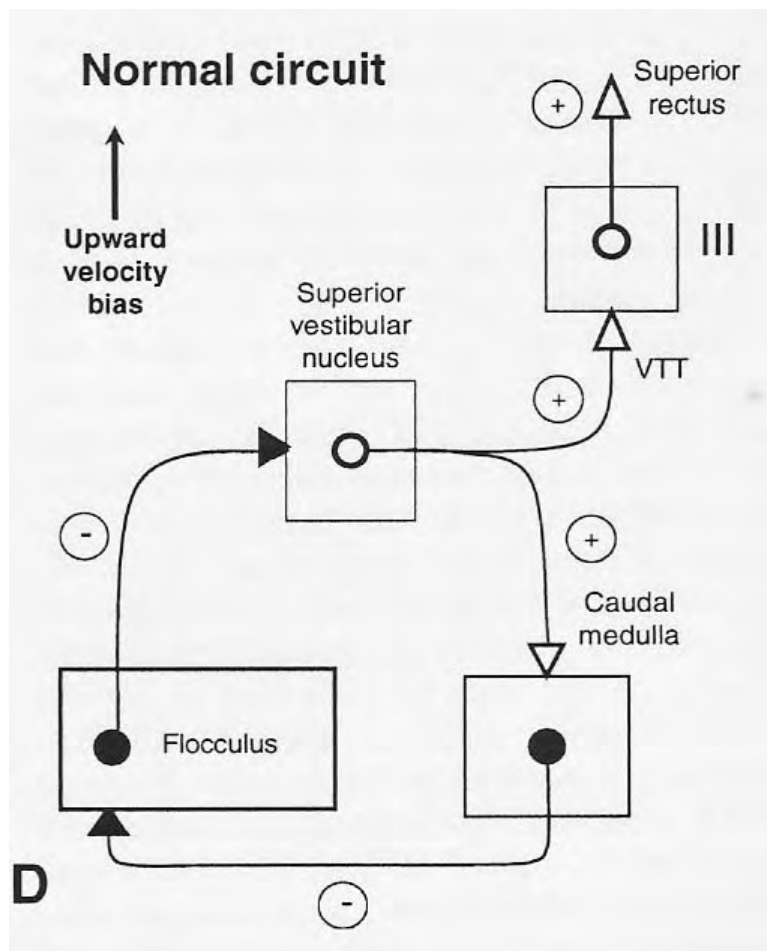 Normal circuit
Superior
rectus
+
III
Upward
velocity
bias
Superior
vestibular
nucleus
VTT
+
-
+
Caudal
medulla
Flocculus
D
-